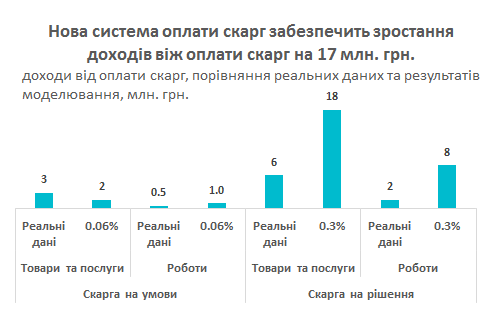 Нова система оплати скарг забезпечить зростання
доходів віж оплати скарг на 17 млн. грн.
доходи від оплати скарг, порівняння реальних даних та результатів
моделювання, млн. грн.
3 2 0.5 1.0 6 18 2 8
Реальні дані 0.06% Реальні дані 0.06% Реальні дані 0.3% Реальні дані 0.3%
Товари та послуги Роботи Товари та послуги Роботи
Скарга на умови Скарга на рішення